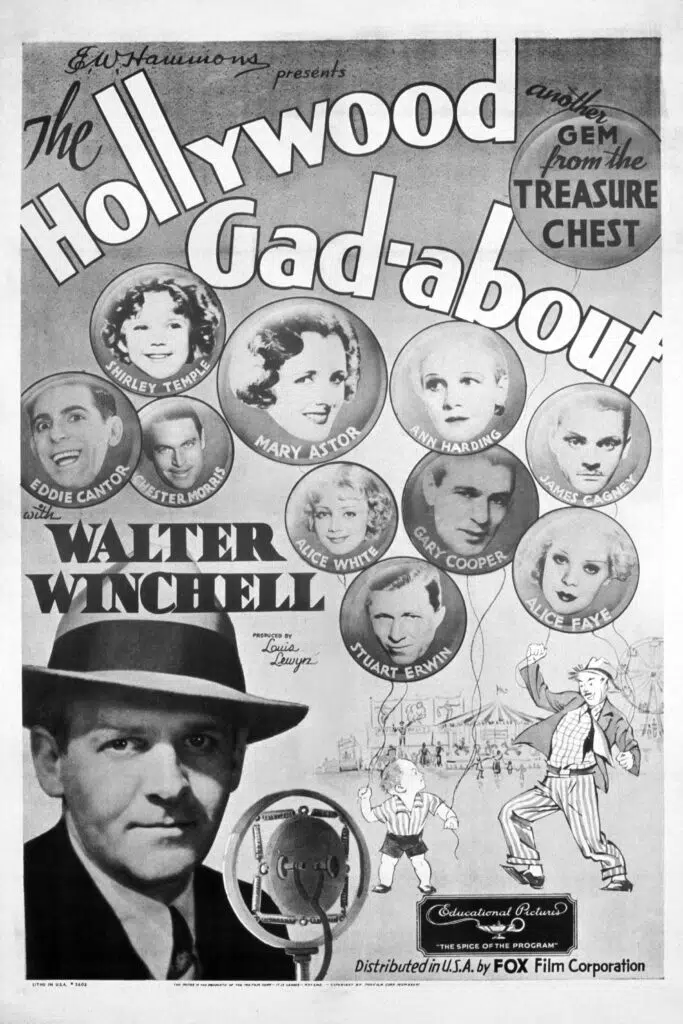 E.W. Hammons
presents
The
Hollywood
Gad-about
another
GEM
from the
TREASURE
CHEST
SHIRLEY TEMPLE
MARY ASTOR
ANN HARDING
EDDIE CANTOR
CHESTER MORRIS
JAMES CAGNEY
ALICE WHITE
GARY COOPER
ALICE FAYE
STUART ERWIN
with
WALTER
WINCHELL
PRODUCED BY
Louis
Lewyn
Educational Pictures
"THE SPICE OF THE PROGRAM"
Distributed in U.S.A. by FOX Film Corporation
LITHO IN U.S.A.